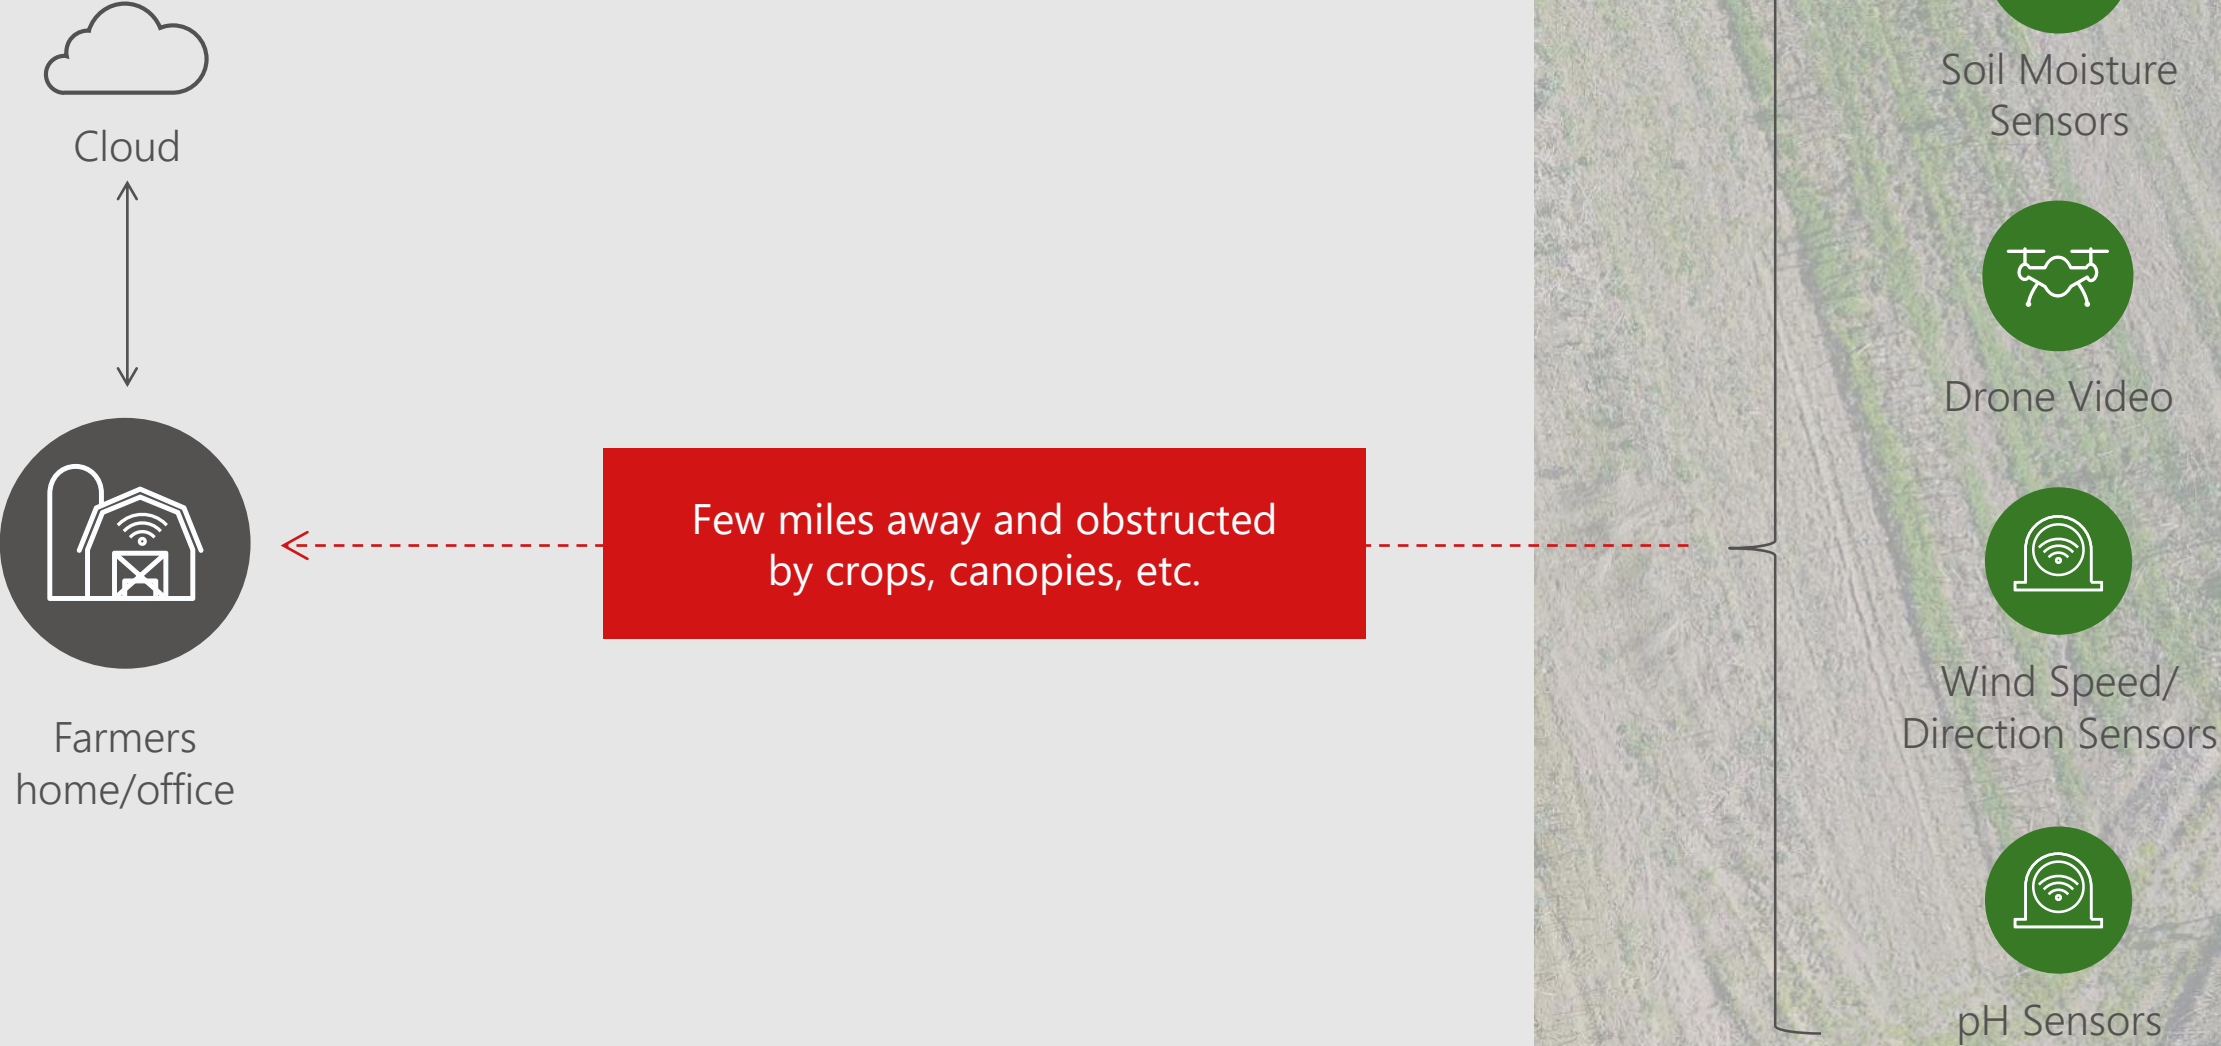 Cloud
Farmers
home/office
Few miles away and obstructed
by crops, canopies, etc.
Soil Moisture
Sensors
Drone Video
Wind Speed/
Direction Sensors
pH Sensors